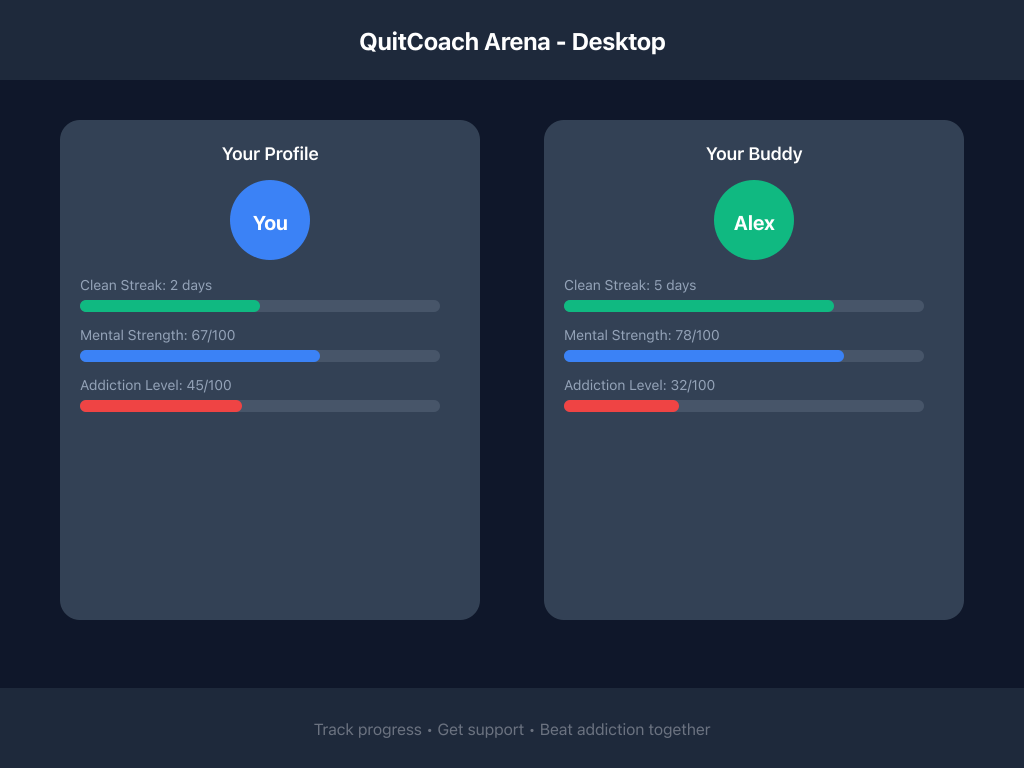 QuitCoach Arena - Desktop
Your Profile
You
Clean Streak: 2 days
Mental Strength: 67/100
Addiction Level: 45/100
Your Buddy
Alex
Clean Streak: 5 days
Mental Strength: 78/100
Addiction Level: 32/100
Track progress • Get support • Beat addiction together